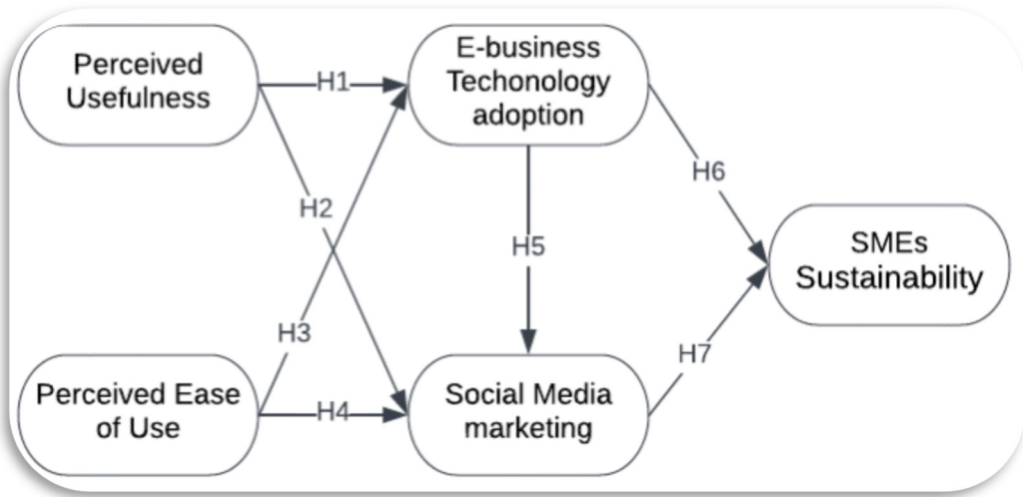 Perceived
Usefulness
H1
E-business
Techonology
adoption
H2
H6
H5
SMEs
Sustainability
H3
H7
Perceived Ease
of Use
H4
Social Media
marketing